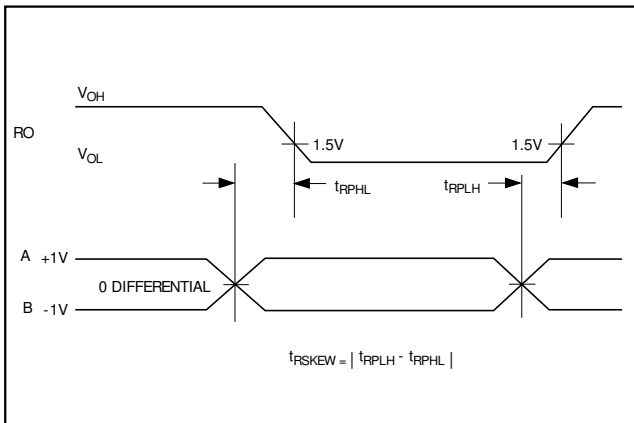 VOH
RO
1.5V
1.5V
VOL
tRPHL
tRPLH
A +1V
0 DIFFERENTIAL
B -1V
tRSKEW = | tRPLH - tRPHL |